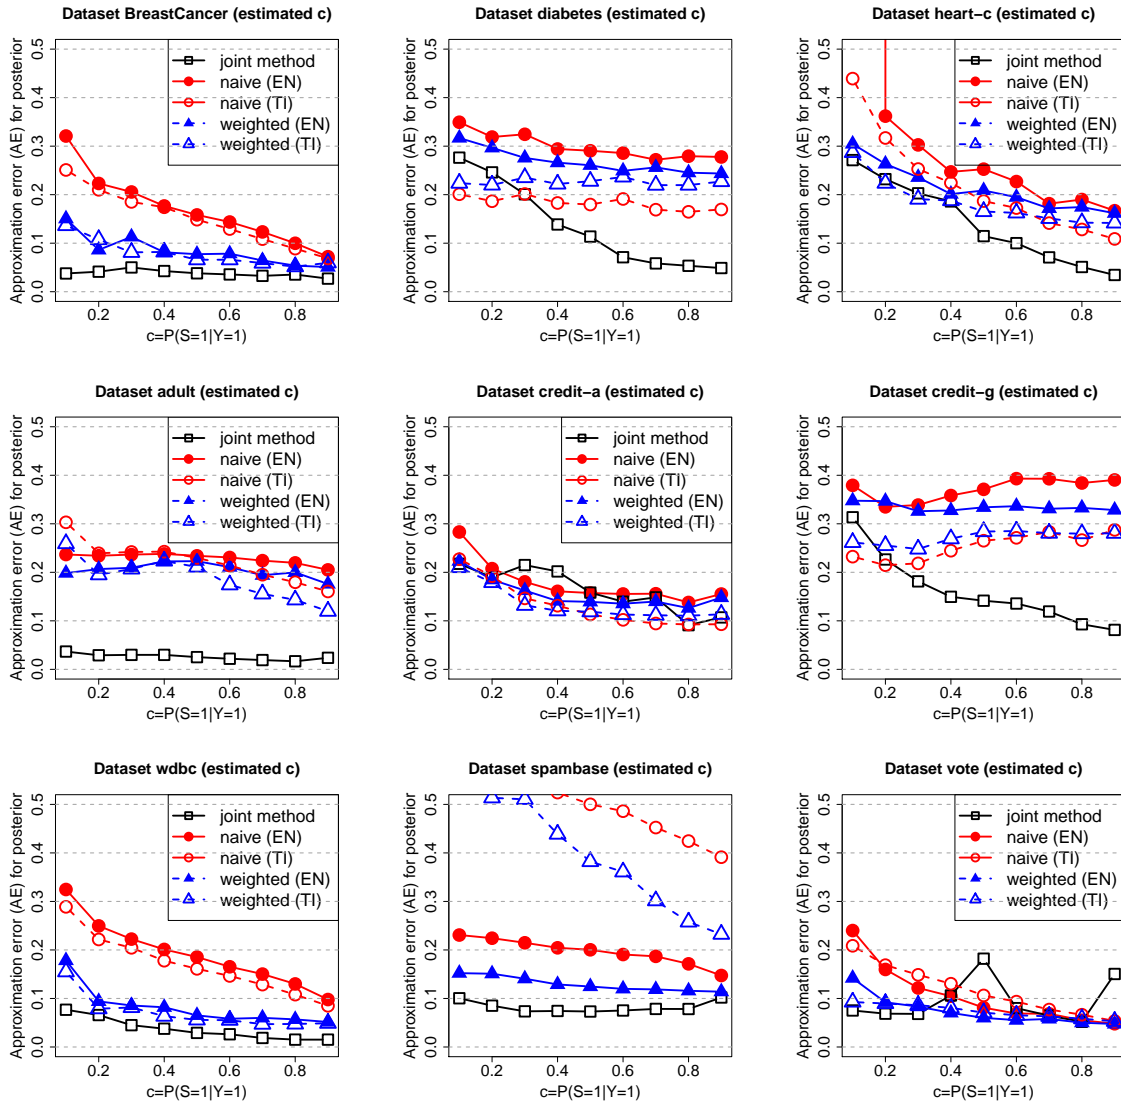 Dataset BreastCancer (estimated c)
Approximation error (AE) for posterior
0.5
0.4
0.3
0.2
0.1
0.0
joint method
naive (EN)
naive (TI)
weighted (EN)
weighted (TI)
0.2 0.4 0.6 0.8
c=P(S=1|Y=1)
Dataset diabetes (estimated c)
Approximation error (AE) for posterior
0.5
0.4
0.3
0.2
0.1
0.0
joint method
naive (EN)
naive (TI)
weighted (EN)
weighted (TI)
0.2 0.4 0.6 0.8
c=P(S=1|Y=1)
Dataset heart−c (estimated c)
Approximation error (AE) for posterior
0.5
0.4
0.3
0.2
0.1
0.0
joint method
naive (EN)
naive (TI)
weighted (EN)
weighted (TI)
0.2 0.4 0.6 0.8
c=P(S=1|Y=1)
Dataset adult (estimated c)
Approximation error (AE) for posterior
0.5
0.4
0.3
0.2
0.1
0.0
joint method
naive (EN)
naive (TI)
weighted (EN)
weighted (TI)
0.2 0.4 0.6 0.8
c=P(S=1|Y=1)
Dataset credit−a (estimated c)
Approximation error (AE) for posterior
0.5
0.4
0.3
0.2
0.1
0.0
joint method
naive (EN)
naive (TI)
weighted (EN)
weighted (TI)
0.2 0.4 0.6 0.8
c=P(S=1|Y=1)
Dataset credit−g (estimated c)
Approximation error (AE) for posterior
0.5
0.4
0.3
0.2
0.1
0.0
joint method
naive (EN)
naive (TI)
weighted (EN)
weighted (TI)
0.2 0.4 0.6 0.8
c=P(S=1|Y=1)
Dataset wdbc (estimated c)
Approximation error (AE) for posterior
0.5
0.4
0.3
0.2
0.1
0.0
joint method
naive (EN)
naive (TI)
weighted (EN)
weighted (TI)
0.2 0.4 0.6 0.8
c=P(S=1|Y=1)
Dataset spambase (estimated c)
Approximation error (AE) for posterior
0.5
0.4
0.3
0.2
0.1
0.0
0.2 0.4 0.6 0.8
c=P(S=1|Y=1)
Dataset vote (estimated c)
Approximation error (AE) for posterior
0.5
0.4
0.3
0.2
0.1
0.0
joint method
naive (EN)
naive (TI)
weighted (EN)
weighted (TI)
0.2 0.4 0.6 0.8
c=P(S=1|Y=1)